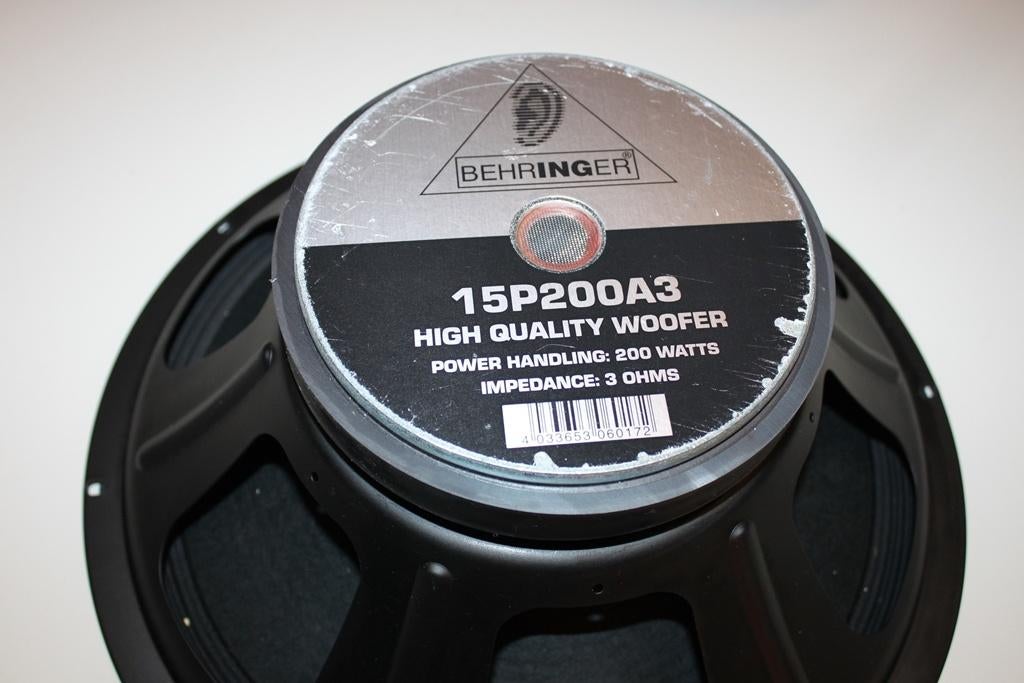 BEHRINGER®
15P200A3
HIGH QUALITY WOOFER
POWER HANDLING: 200 WATTS
IMPEDANCE: 3 OHMS
4 033653 060172